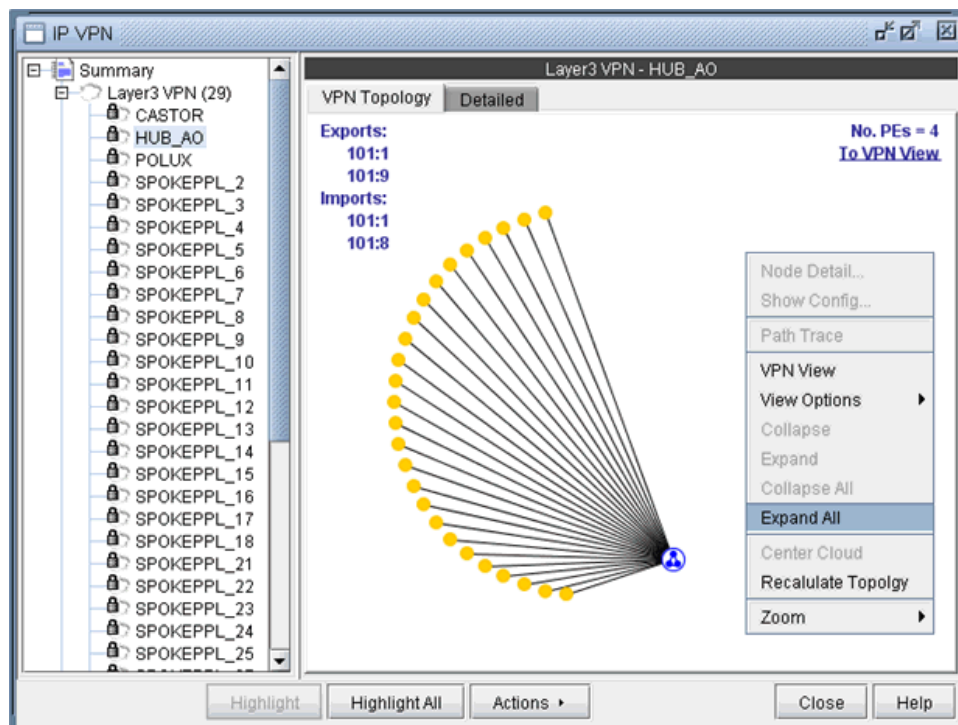 IP VPN
Summary
Layer3 VPN (29)
CASTOR
HUB_AO
POLUX
SPOKEPPL_2
SPOKEPPL_3
SPOKEPPL_4
SPOKEPPL_5
SPOKEPPL_6
SPOKEPPL_7
SPOKEPPL_8
SPOKEPPL_9
SPOKEPPL_10
SPOKEPPL_11
SPOKEPPL_12
SPOKEPPL_13
SPOKEPPL_14
SPOKEPPL_15
SPOKEPPL_16
SPOKEPPL_17
SPOKEPPL_18
SPOKEPPL_21
SPOKEPPL_22
SPOKEPPL_23
SPOKEPPL_24
SPOKEPPL_25
Layer3 VPN - HUB_AO
VPN Topology Detailed
Exports:
101:1
101:9
Imports:
101:1
101:8
No. PEs = 4
To VPN View
Node Detail...
Show Config...
Path Trace
VPN View
View Options
Collapse
Expand
Collapse All
Expand All
Center Cloud
Recalulate Topolgy
Zoom
Highlight Highlight All Actions Close Help